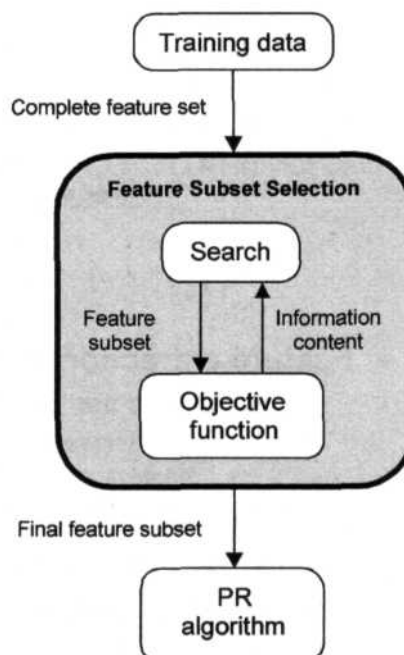 Training data
Complete feature set
Feature Subset Selection
Search
Feature
subset
Information
content
Objective
function
Final feature subset
PR
algorithm